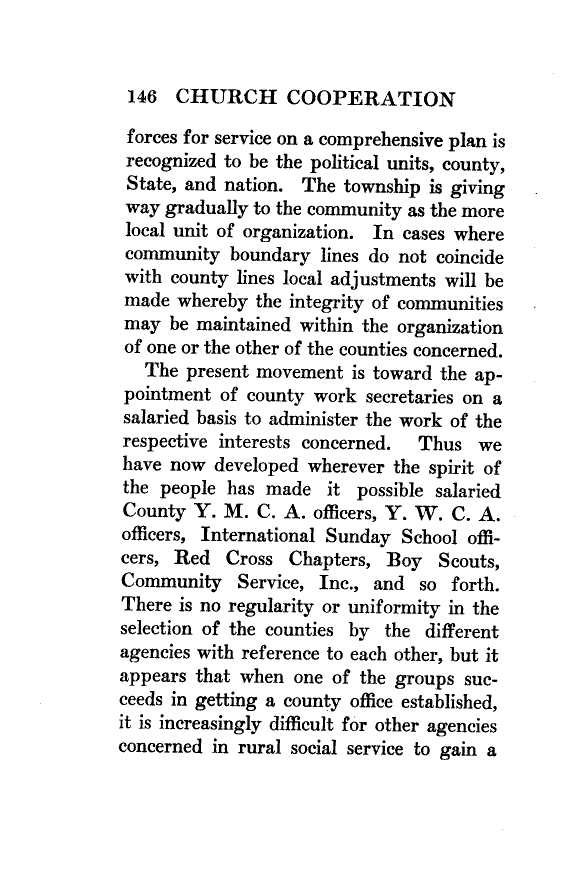 146 CHURCH COOPERATION
forces for service on a comprehensive plan is
recognized to be the political units, county,
State, and nation. The township is giving
way gradually to the community as the more
local unit of organization. In cases where
community boundary lines do not coincide
with county lines local adjustments will be
made whereby the integrity of communities
may be maintained within the organization
of one or the other of the counties concerned.
The present movement is toward the ap-
pointment of county work secretaries on a
salaried basis to administer the work of the
respective interests concerned. Thus we
have now developed wherever the spirit of
the people has made it possible salaried
County Y. M. C. A. officers, Y. W. C. A.
officers, International Sunday School offi-
cers, Red Cross Chapters, Boy Scouts,
Community Service, Inc., and so forth.
There is no regularity or uniformity in the
selection of the counties by the different
agencies with reference to each other, but it
appears that when one of the groups suc-
ceeds in getting a county office established,
it is increasingly difficult for other agencies
concerned in rural social service to gain a